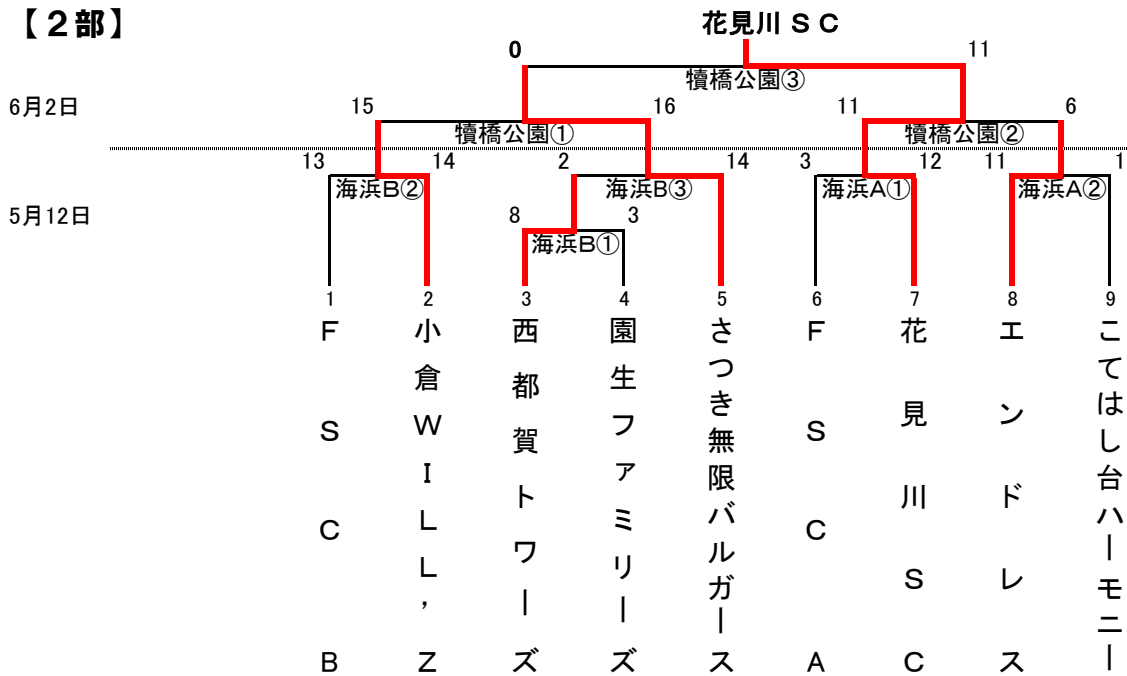 【２部】
花見川ＳＣ
0
11
犢橋公園③
6月2日
15
16
11
6
犢橋公園①
犢橋公園②
13
14
2
14
3
12
11
1
海浜B②
海浜B③
海浜A①
海浜A②
5月12日
8
3
海浜B①
1
2
3
4
5
6
7
8
9
ＦＳＣＢ
小倉ＷＩＬＬ’Ｚ
西都賀トワーズ
園生ファミリーズ
さつき無限バルガース
ＦＳＣＡ
花見川ＳＣ
エンドレス
こてはし台ハーモニー